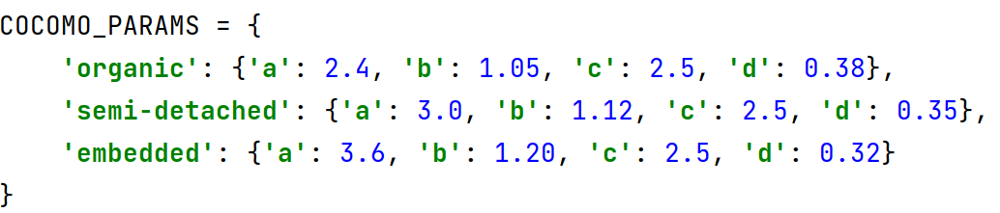 COCOMO_PARAMS = {
    'organic': {'a': 2.4, 'b': 1.05, 'c': 2.5, 'd': 0.38},
    'semi-detached': {'a': 3.0, 'b': 1.12, 'c': 2.5, 'd': 0.35},
    'embedded': {'a': 3.6, 'b': 1.20, 'c': 2.5, 'd': 0.32}
}